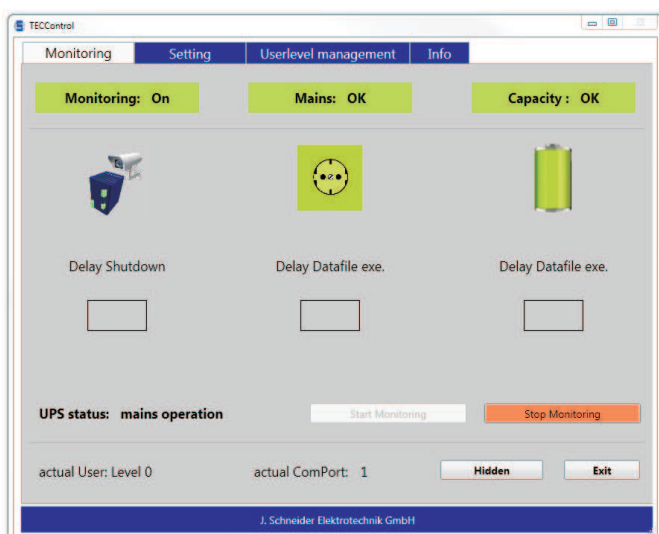 TECControl
Monitoring Setting Userlevel management Info
Monitoring: On Mains: OK Capacity : OK
Delay Shutdown Delay Datafile exe. Delay Datafile exe.
UPS status: mains operation Start Monitoring Stop Monitoring
actual User: Level 0 actual ComPort: 1 Hidden Exit
J. Schneider Elektrotechnik GmbH